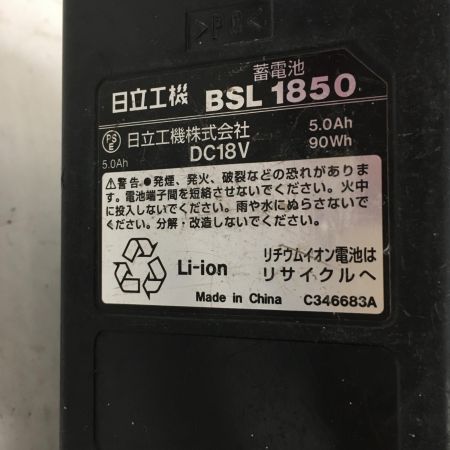 >PC<
蓄電池
日立工機 BSL 1850
PSE 日立工機株式会社 5.0Ah
5.0Ah DC18V 90Wh
⚠警告●発煙、発火、破裂などの恐れがありま
す。電池端子間を短絡させないでください。火中
に投入しないでください。雨や水にぬらさないで
ください。分解・改造しないでください。
Li-ion リチウムイオン電池は
リサイクルへ
Made in China C346683A